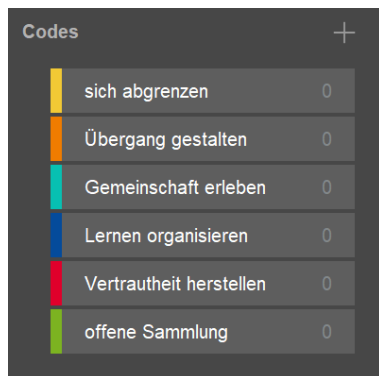 Codes
sich abgrenzen 0
Übergang gestalten 0
Gemeinschaft erleben 0
Lernen organisieren 0
Vertrautheit herstellen 0
offene Sammlung 0